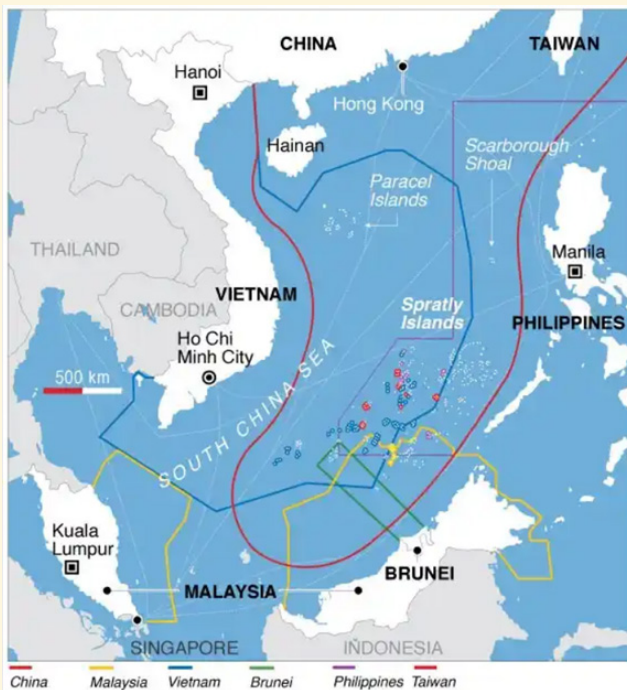 CHINA
TAIWAN
Hanoi
Hong Kong
Hainan
Scarborough
Shoal
Paracel
Islands
THAILAND
Manila
CAMBODIA
VIETNAM
Spratly
Islands
PHILIPPINES
Ho Chi
Minh City
500 km
SOUTH CHINA SEA
Kuala
Lumpur
BRUNEI
MALAYSIA
SINGAPORE
INDONESIA
China
Malaysia
Vietnam
Brunei
Philippines
Taiwan